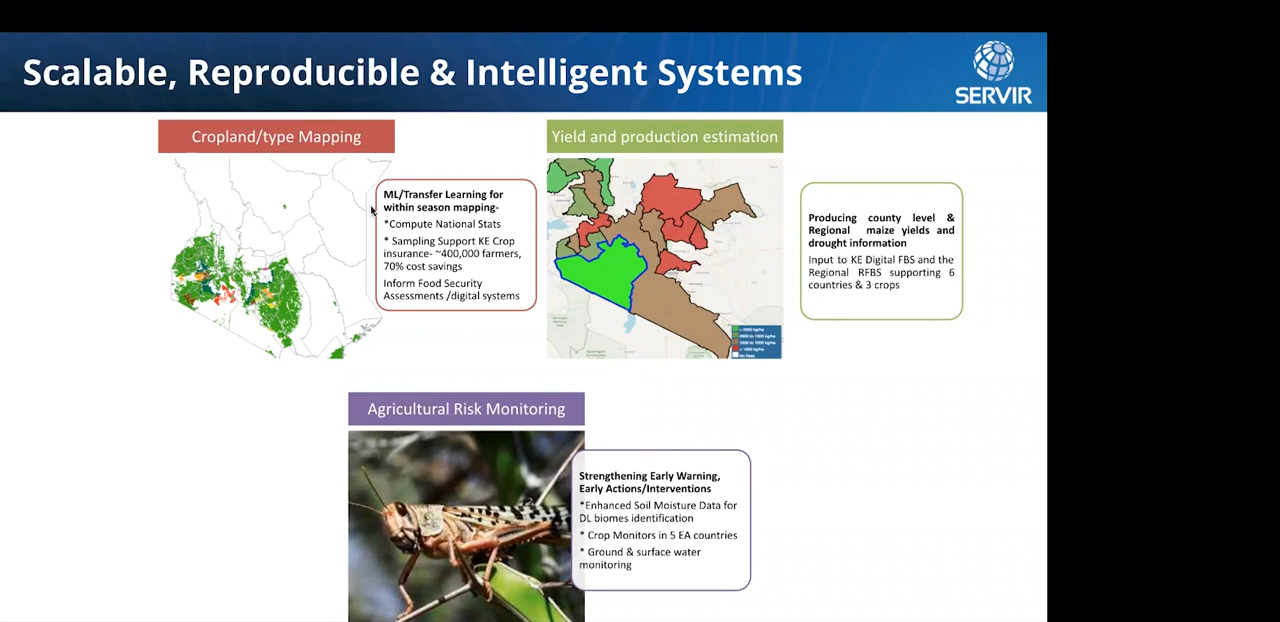 Scalable, Reproducible & Intelligent Systems
SERVIR
Cropland/type Mapping
ML/Transfer Learning for
within season mapping-
*Compute National Stats
* Sampling Support KE Crop
insurance- ~400,000 farmers,
70% cost savings
Inform Food Security
Assessments /digital systems
Yield and production estimation
No Data
Producing county level &
Regional maize yields and
drought information
Input to KE Digital FBS and the
Regional RFBS supporting 6
countries & 3 crops
Agricultural Risk Monitoring
Strengthening Early Warning,
Early Actions/Interventions
*Enhanced Soil Moisture Data for
DL biomes identification
* Crop Monitors in 5 EA countries
* Ground & surface water
monitoring